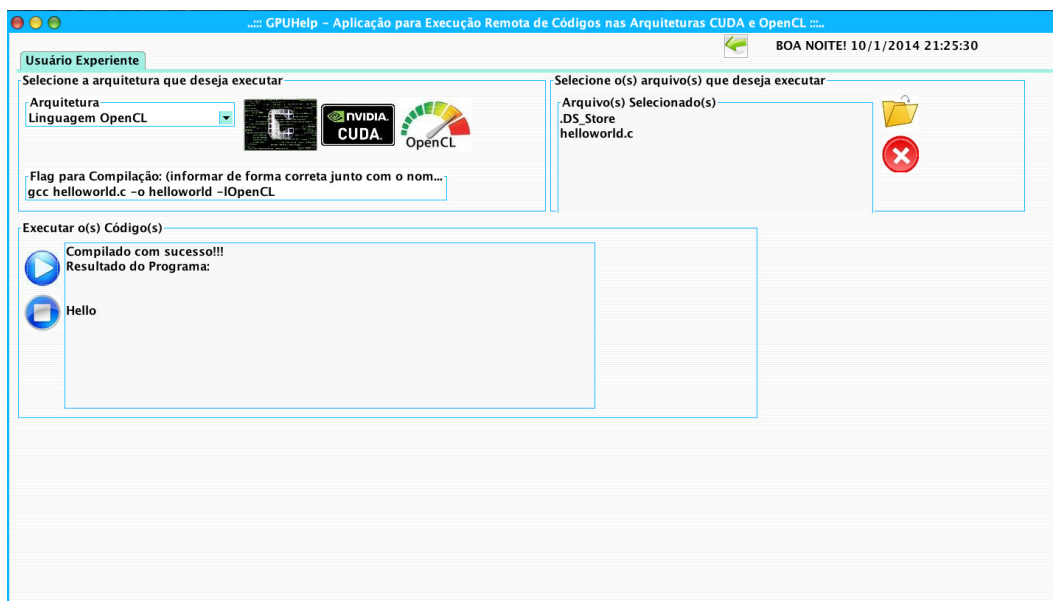 ..::: GPUHelp – Aplicação para Execução Remota de Códigos nas Arquiteturas CUDA e OpenCL :::..
BOA NOITE! 10/1/2014 21:25:30
Usuário Experiente
Selecione a arquitetura que deseja executar
Arquitetura
Linguagem OpenCL
NVIDIA.
CUDA.
OpenCL
Flag para Compilação: (informar de forma correta junto com o nom...
gcc helloworld.c -o helloworld -lOpenCL
Selecione o(s) arquivo(s) que deseja executar
Arquivo(s) Selecionado(s)
.DS_Store
helloworld.c
Executar o(s) Código(s)
Compilado com sucesso!!!
Resultado do Programa:
Hello